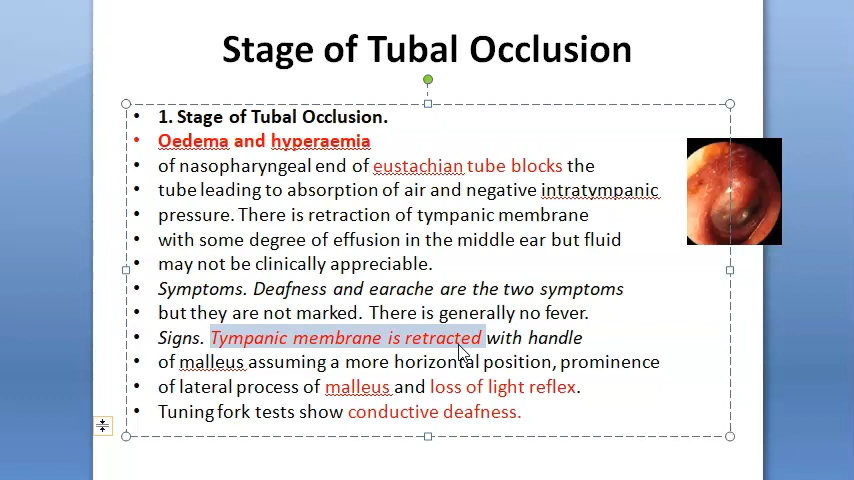 Stage of Tubal Occlusion
• 1. Stage of Tubal Occlusion.
• Oedema and hyperaemia
• of nasopharyngeal end of eustachian tube blocks the
• tube leading to absorption of air and negative intratympanic
• pressure. There is retraction of tympanic membrane
• with some degree of effusion in the middle ear but fluid
• may not be clinically appreciable.
• Symptoms. Deafness and earache are the two symptoms
• but they are not marked. There is generally no fever.
• Signs. Tympanic membrane is retracted with handle
• of malleus assuming a more horizontal position, prominence
• of lateral process of malleus and loss of light reflex.
• Tuning fork tests show conductive deafness.